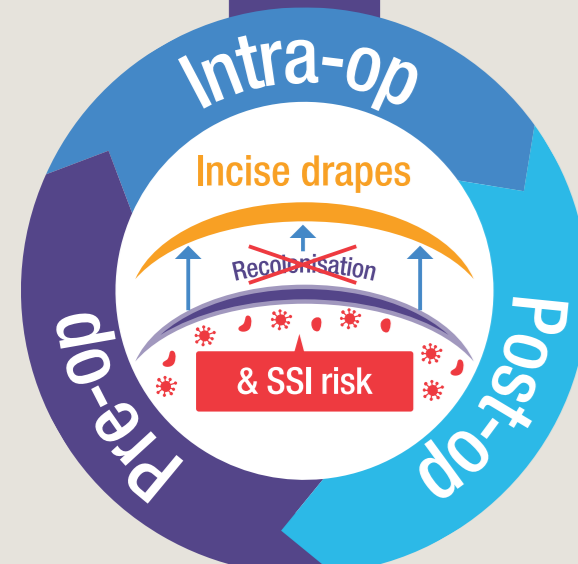 Intra-op
Incise drapes
Recolonisation
& SSI risk
Pre-op
Post-op